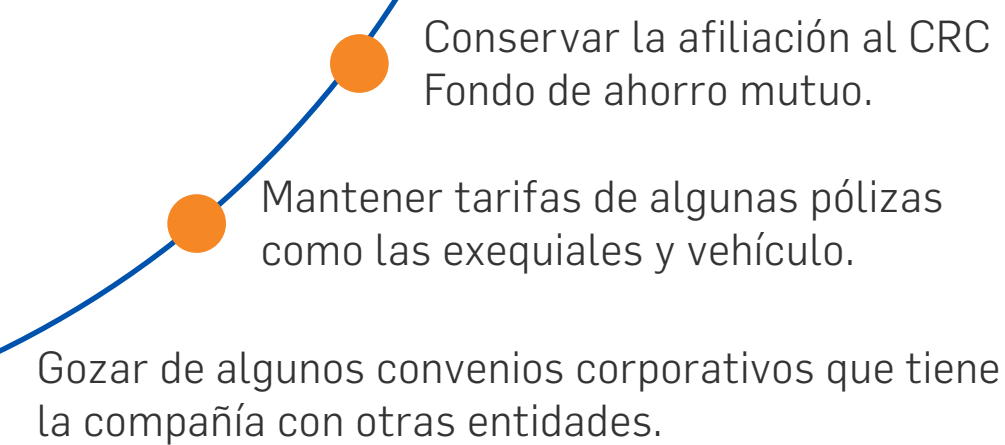 Conservar la afiliación al CRC
Fondo de ahorro mutuo.
Mantener tarifas de algunas pólizas
como las exequiales y vehículo.
Gozar de algunos convenios corporativos que tiene
la compañía con otras entidades.